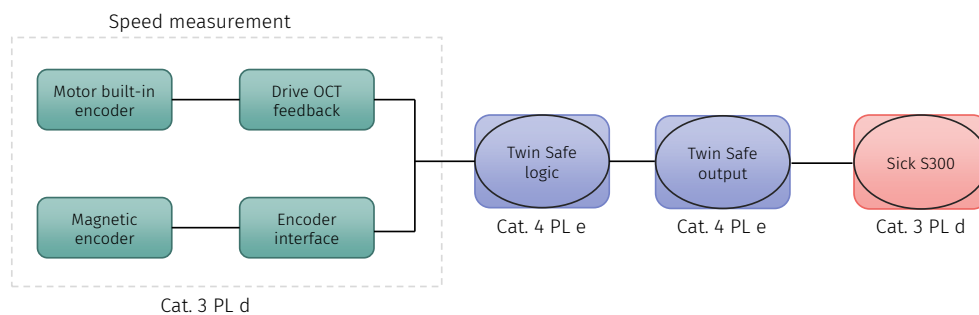 Speed measurement
Motor built-in
encoder
Drive OCT
feedback
Magnetic
encoder
Encoder
interface
Cat. 3 PL d
Twin Safe
logic
Cat. 4 PL e
Twin Safe
output
Cat. 4 PL e
Sick S300
Cat. 3 PL d